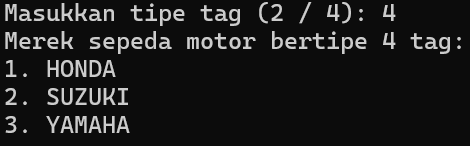 Masukkan tipe tag (2 / 4): 4
Merek sepeda motor bertipe 4 tag:
1. HONDA
2. SUZUKI
3. YAMAHA